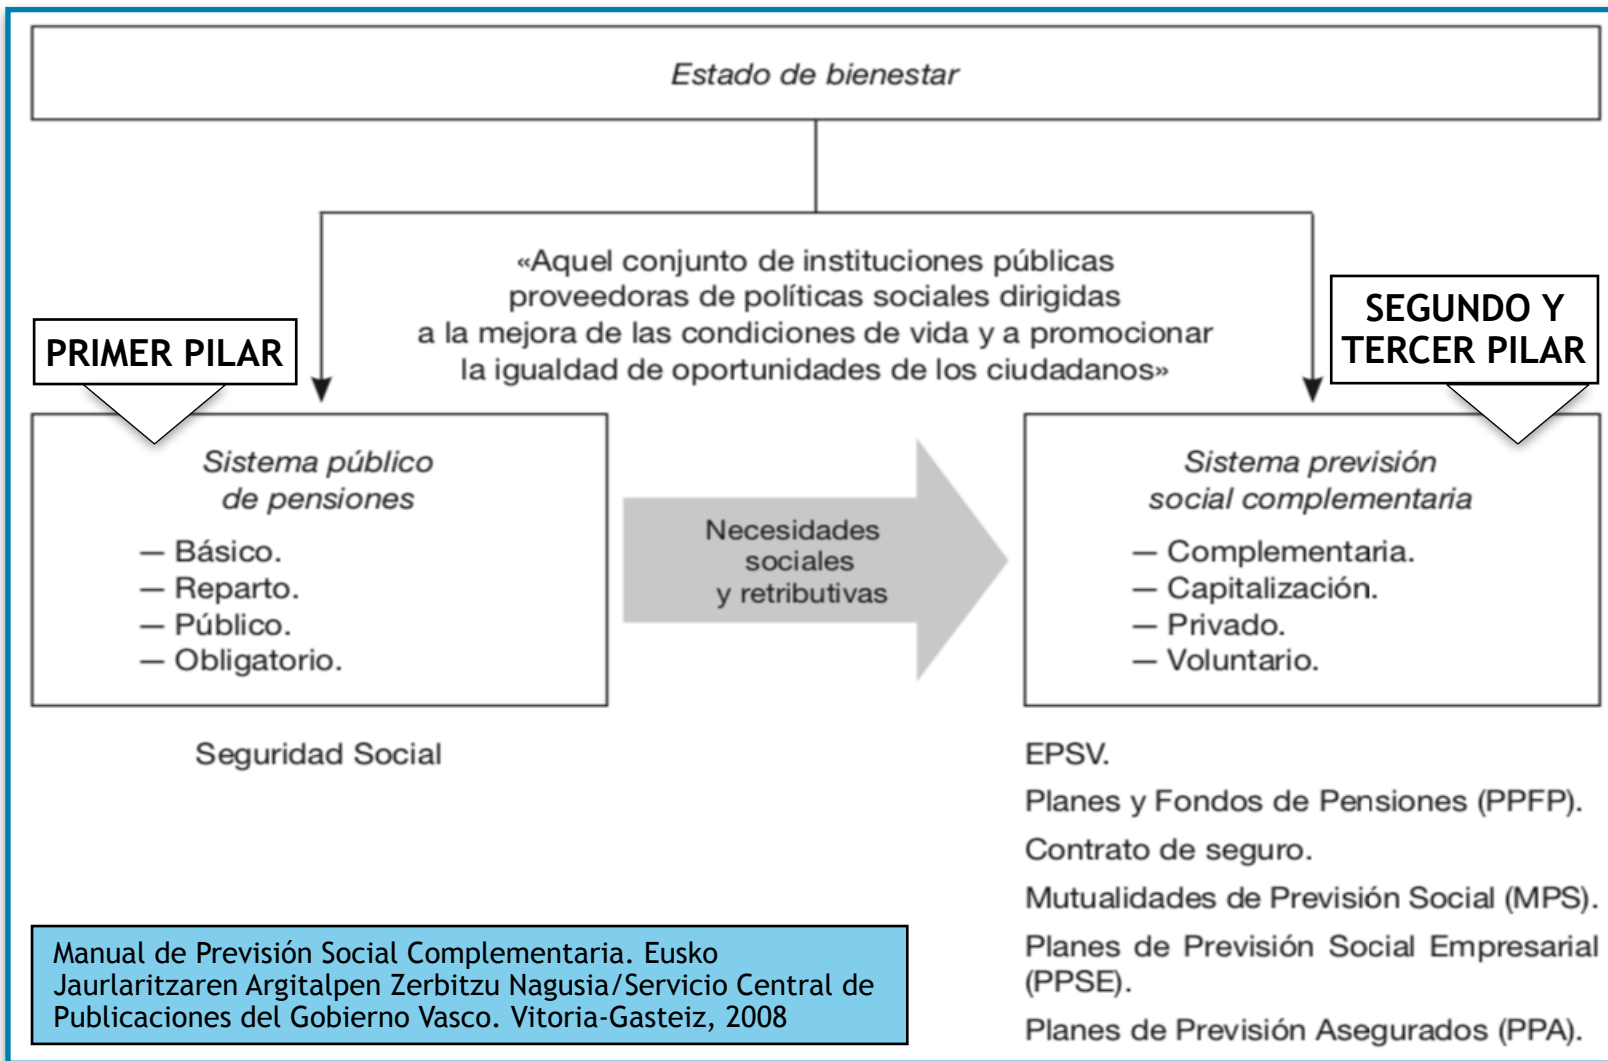 Estado de bienestar
«Aquel conjunto de instituciones públicas
proveedoras de políticas sociales dirigidas
a la mejora de las condiciones de vida y a promocionar
la igualdad de oportunidades de los ciudadanos»
PRIMER PILAR
SEGUNDO Y
TERCER PILAR
Sistema público
de pensiones
— Básico.
— Reparto.
— Público.
— Obligatorio.
Seguridad Social
Necesidades
sociales
y retributivas
Sistema previsión
social complementaria
— Complementaria.
— Capitalización.
— Privado.
— Voluntario.
EPSV.
Planes y Fondos de Pensiones (PPFP).
Contrato de seguro.
Mutualidades de Previsión Social (MPS).
Planes de Previsión Social Empresarial
(PPSE).
Planes de Previsión Asegurados (PPA).
Manual de Previsión Social Complementaria. Eusko
Jaurlaritzaren Argitalpen Zerbitzu Nagusia/Servicio Central de
Publicaciones del Gobierno Vasco. Vitoria-Gasteiz, 2008